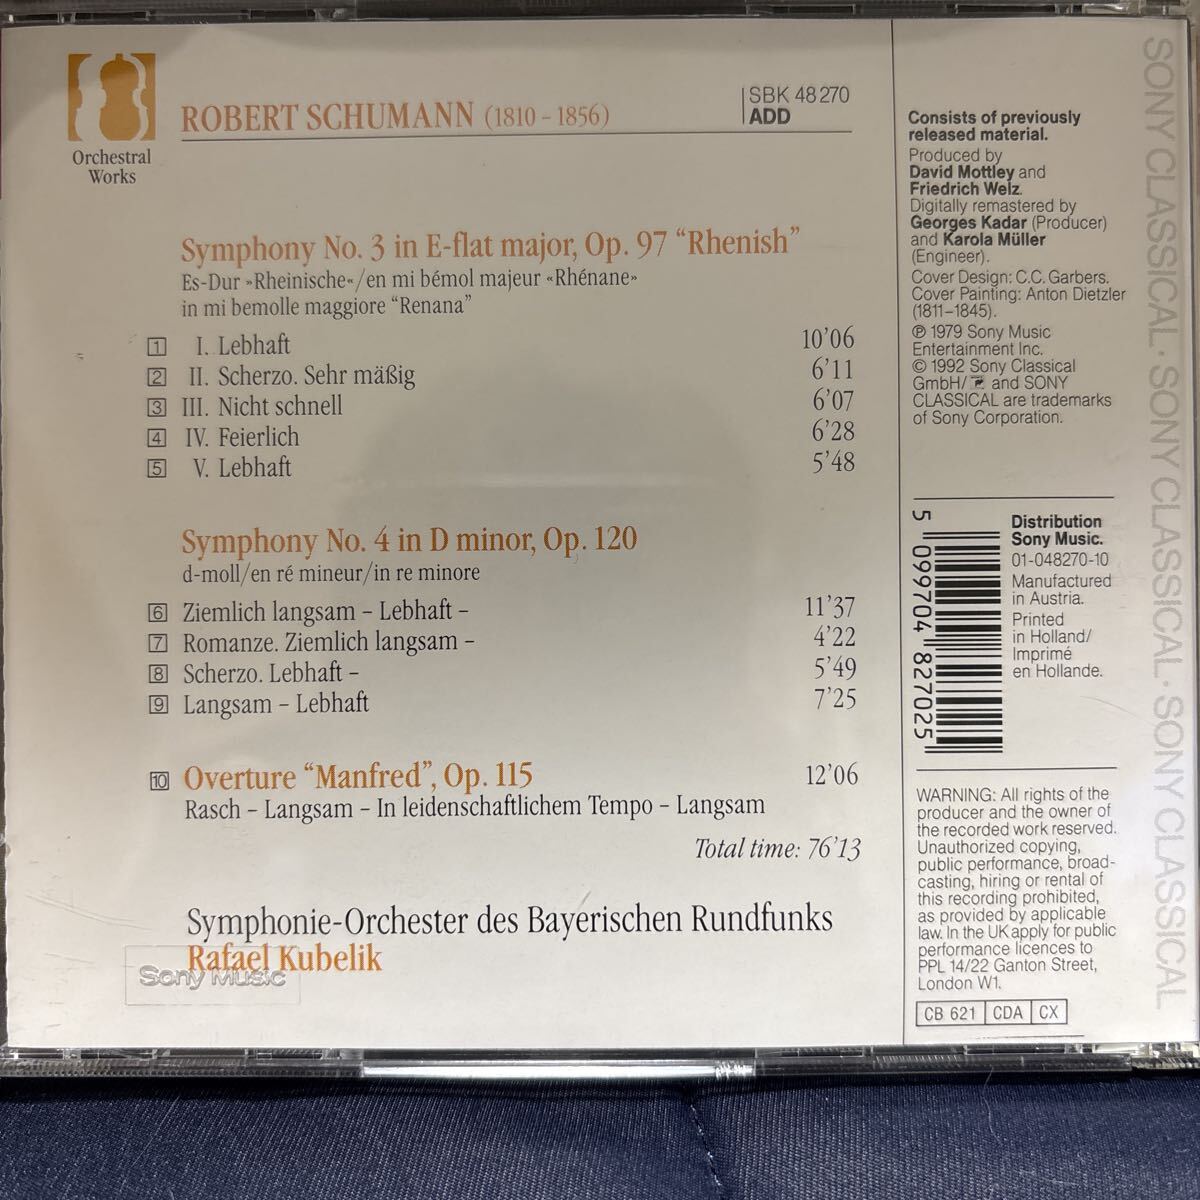 Orchestral
Works
ROBERT SCHUMANN (1810 - 1856)
SBK 48270
ADD
Symphony No. 3 in E-flat major, Op. 97 “Rhenish”
Es-Dur »Rheinische«/en mi bémol majeur «Rhénane»
in mi bemolle maggiore “Renana”
1 I. Lebhaft 10’06
2 II. Scherzo. Sehr mäßig 6’11
3 III. Nicht schnell 6’07
4 IV. Feierlich 6’28
5 V. Lebhaft 5’48
Symphony No. 4 in D minor, Op. 120
d-moll/en ré mineur/in re minore
6 Ziemlich langsam – Lebhaft – 11’37
7 Romanze. Ziemlich langsam – 4’22
8 Scherzo. Lebhaft – 5’49
9 Langsam – Lebhaft 7’25
10 Overture “Manfred”, Op. 115 12’06
Rasch – Langsam – In leidenschaftlichem Tempo – Langsam
Total time: 76’13
Symphonie-Orchester des Bayerischen Rundfunks
Rafael Kubelik
Sony Music
Consists of previously
released material.
Produced by
David Mottley and
Friedrich Welz.
Digitally remastered by
Georges Kadar (Producer)
and Karola Müller
(Engineer).
Cover Design: C.C. Garbers.
Cover Painting: Anton Dietzler
(1811–1845).
℗ 1979 Sony Music
Entertainment Inc.
© 1992 Sony Classical
GmbH/ and SONY
CLASSICAL are trademarks
of Sony Corporation.
5 099704 827025
Distribution
Sony Music.
01-048270-10
Manufactured
in Austria.
Printed
in Holland/
Imprimé
en Hollande.
WARNING: All rights of the
producer and the owner of
the recorded work reserved.
Unauthorized copying,
public performance, broad-
casting, hiring or rental of
this recording prohibited,
as provided by applicable
law. In the UK apply for public
performance licences to
PPL 14/22 Ganton Street,
London W1.
CB 621 CDA CX
SONY CLASSICAL · SONY CLASSICAL · SONY CLASSICAL